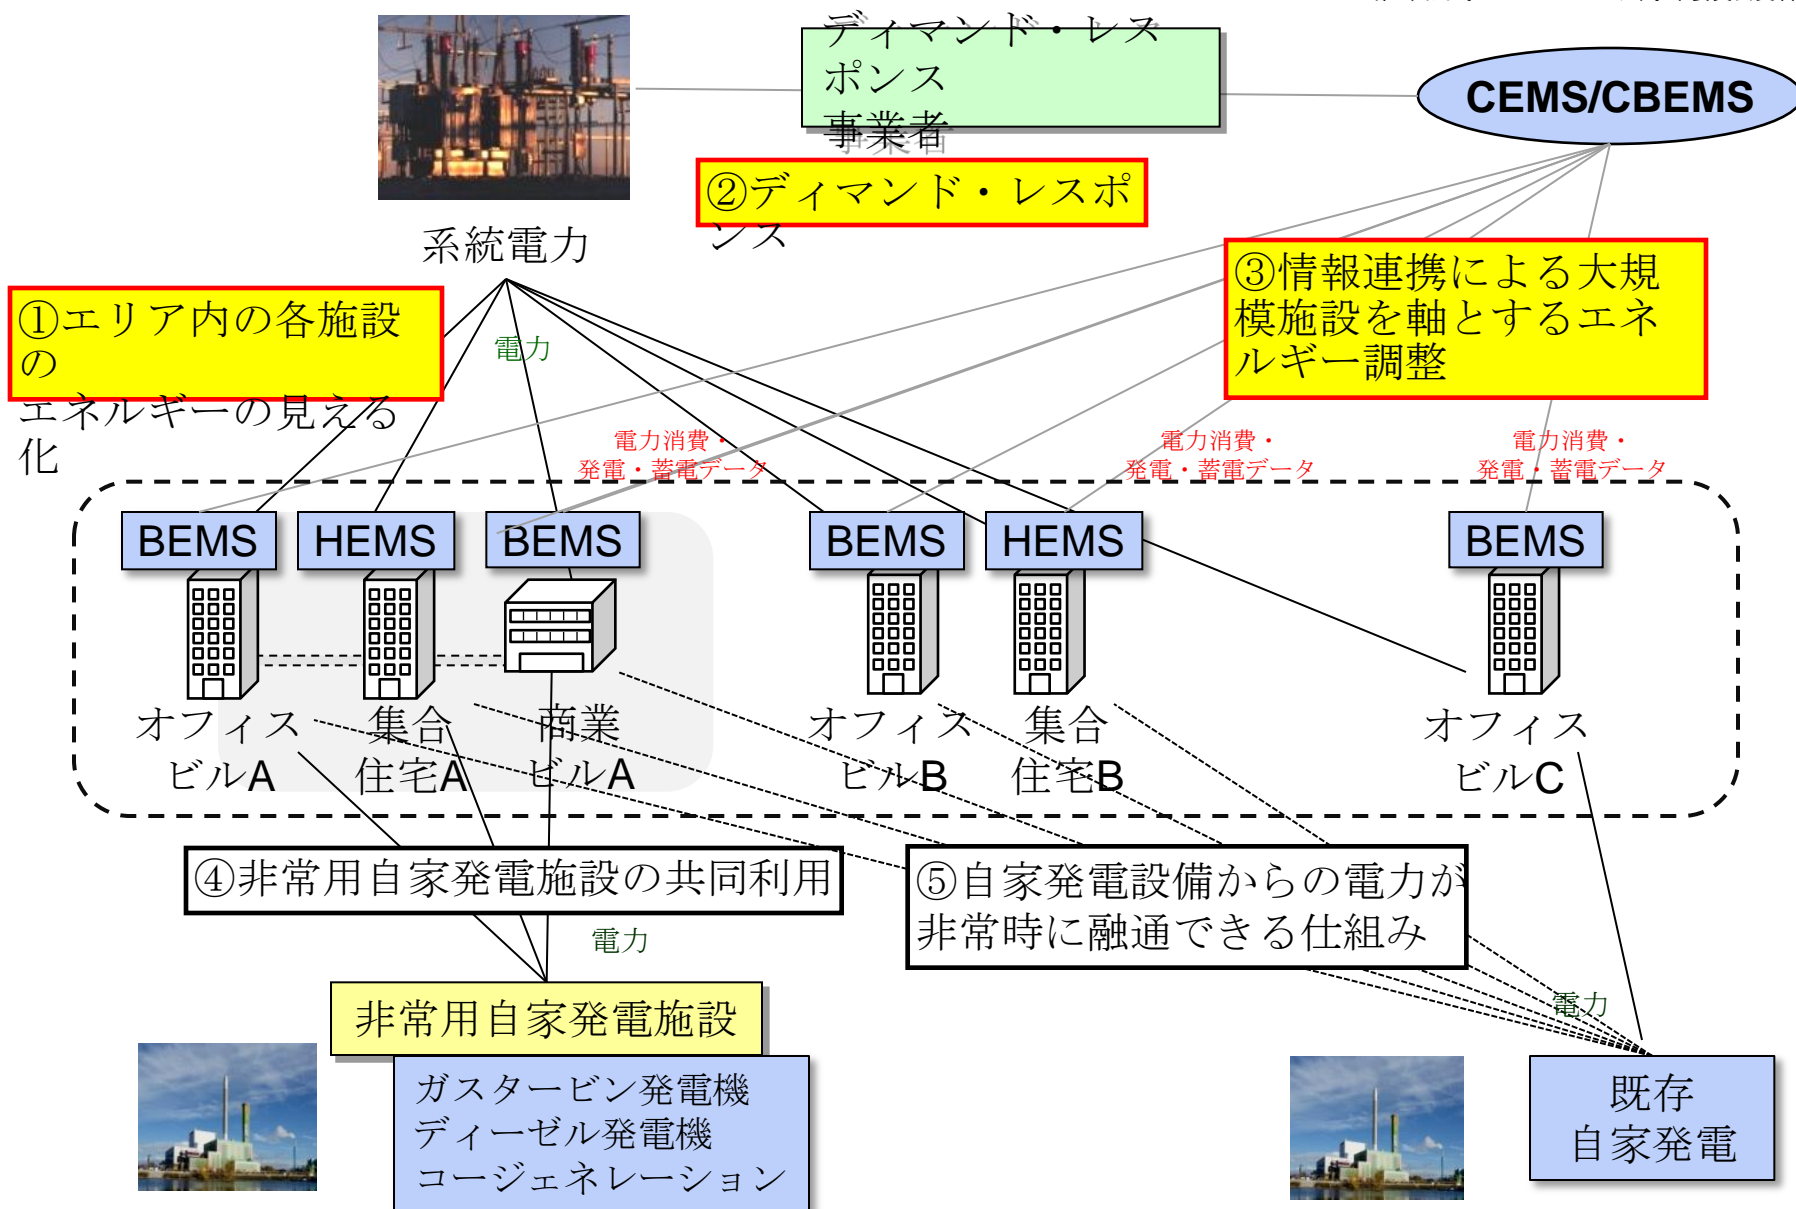 ディマンド・レス
ポンス
事業者
CEMS/CBEMS
②ディマンド・レスポ
ンス
系統電力
③情報連携による大規
模施設を軸とするエネ
ルギー調整
①エリア内の各施設
の
エネルギーの見える
化
電力
電力消費・
発電・蓄電データ
電力消費・
発電・蓄電データ
電力消費・
発電・蓄電データ
BEMS
HEMS
BEMS
BEMS
HEMS
BEMS
オフィス
ビルA
集合
住宅A
商業
ビルA
オフィス
ビルB
集合
住宅B
オフィス
ビルC
④非常用自家発電施設の共同利用
⑤自家発電設備からの電力が
非常時に融通できる仕組み
電力
電力
非常用自家発電施設
ガスタービン発電機
ディーゼル発電機
コージェネレーション
既存
自家発電